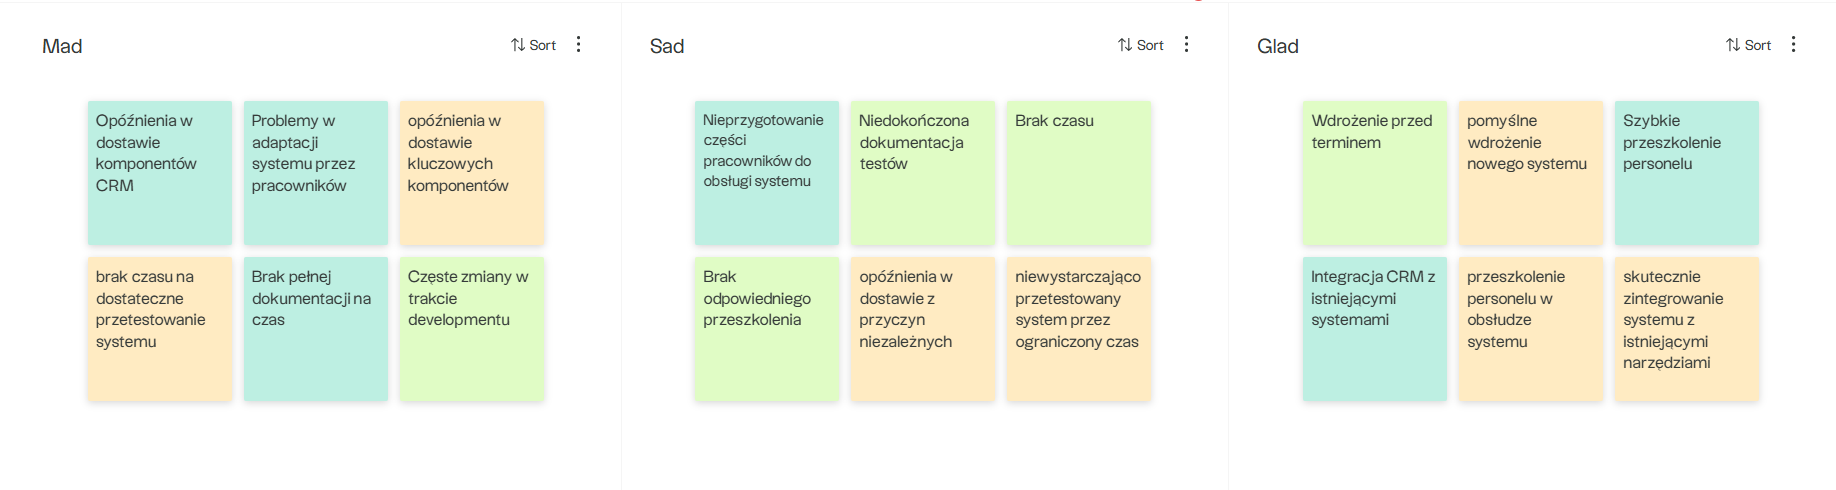 Mad
Sort
Opóźnienia w
dostawie
komponentów
CRM
Problemy w
adaptacji
systemu przez
pracowników
opóźnienia w
dostawie
kluczowych
komponentów
brak czasu na
dostateczne
przetestowanie
systemu
Brak pełnej
dokumentacji na
czas
Częste zmiany w
trakcie
developmentu
Sad
Sort
Nieprzygotowanie
części
pracowników do
obsługi systemu
Niedokończona
dokumentacja
testów
Brak czasu
Brak
odpowiedniego
przeszkolenia
opóźnienia w
dostawie z
przyczyn
niezależnych
niewystarczająco
przetestowany
system przez
ograniczony czas
Glad
Sort
Wdrożenie przed
terminem
pomyślne
wdrożenie
nowego systemu
Szybkie
przeszkolenie
personelu
Integracja CRM z
istniejącymi
systemami
przeszkolenie
personelu w
obsłudze
systemu
skutecznie
zintegrowanie
systemu z
istniejącymi
narzędziami